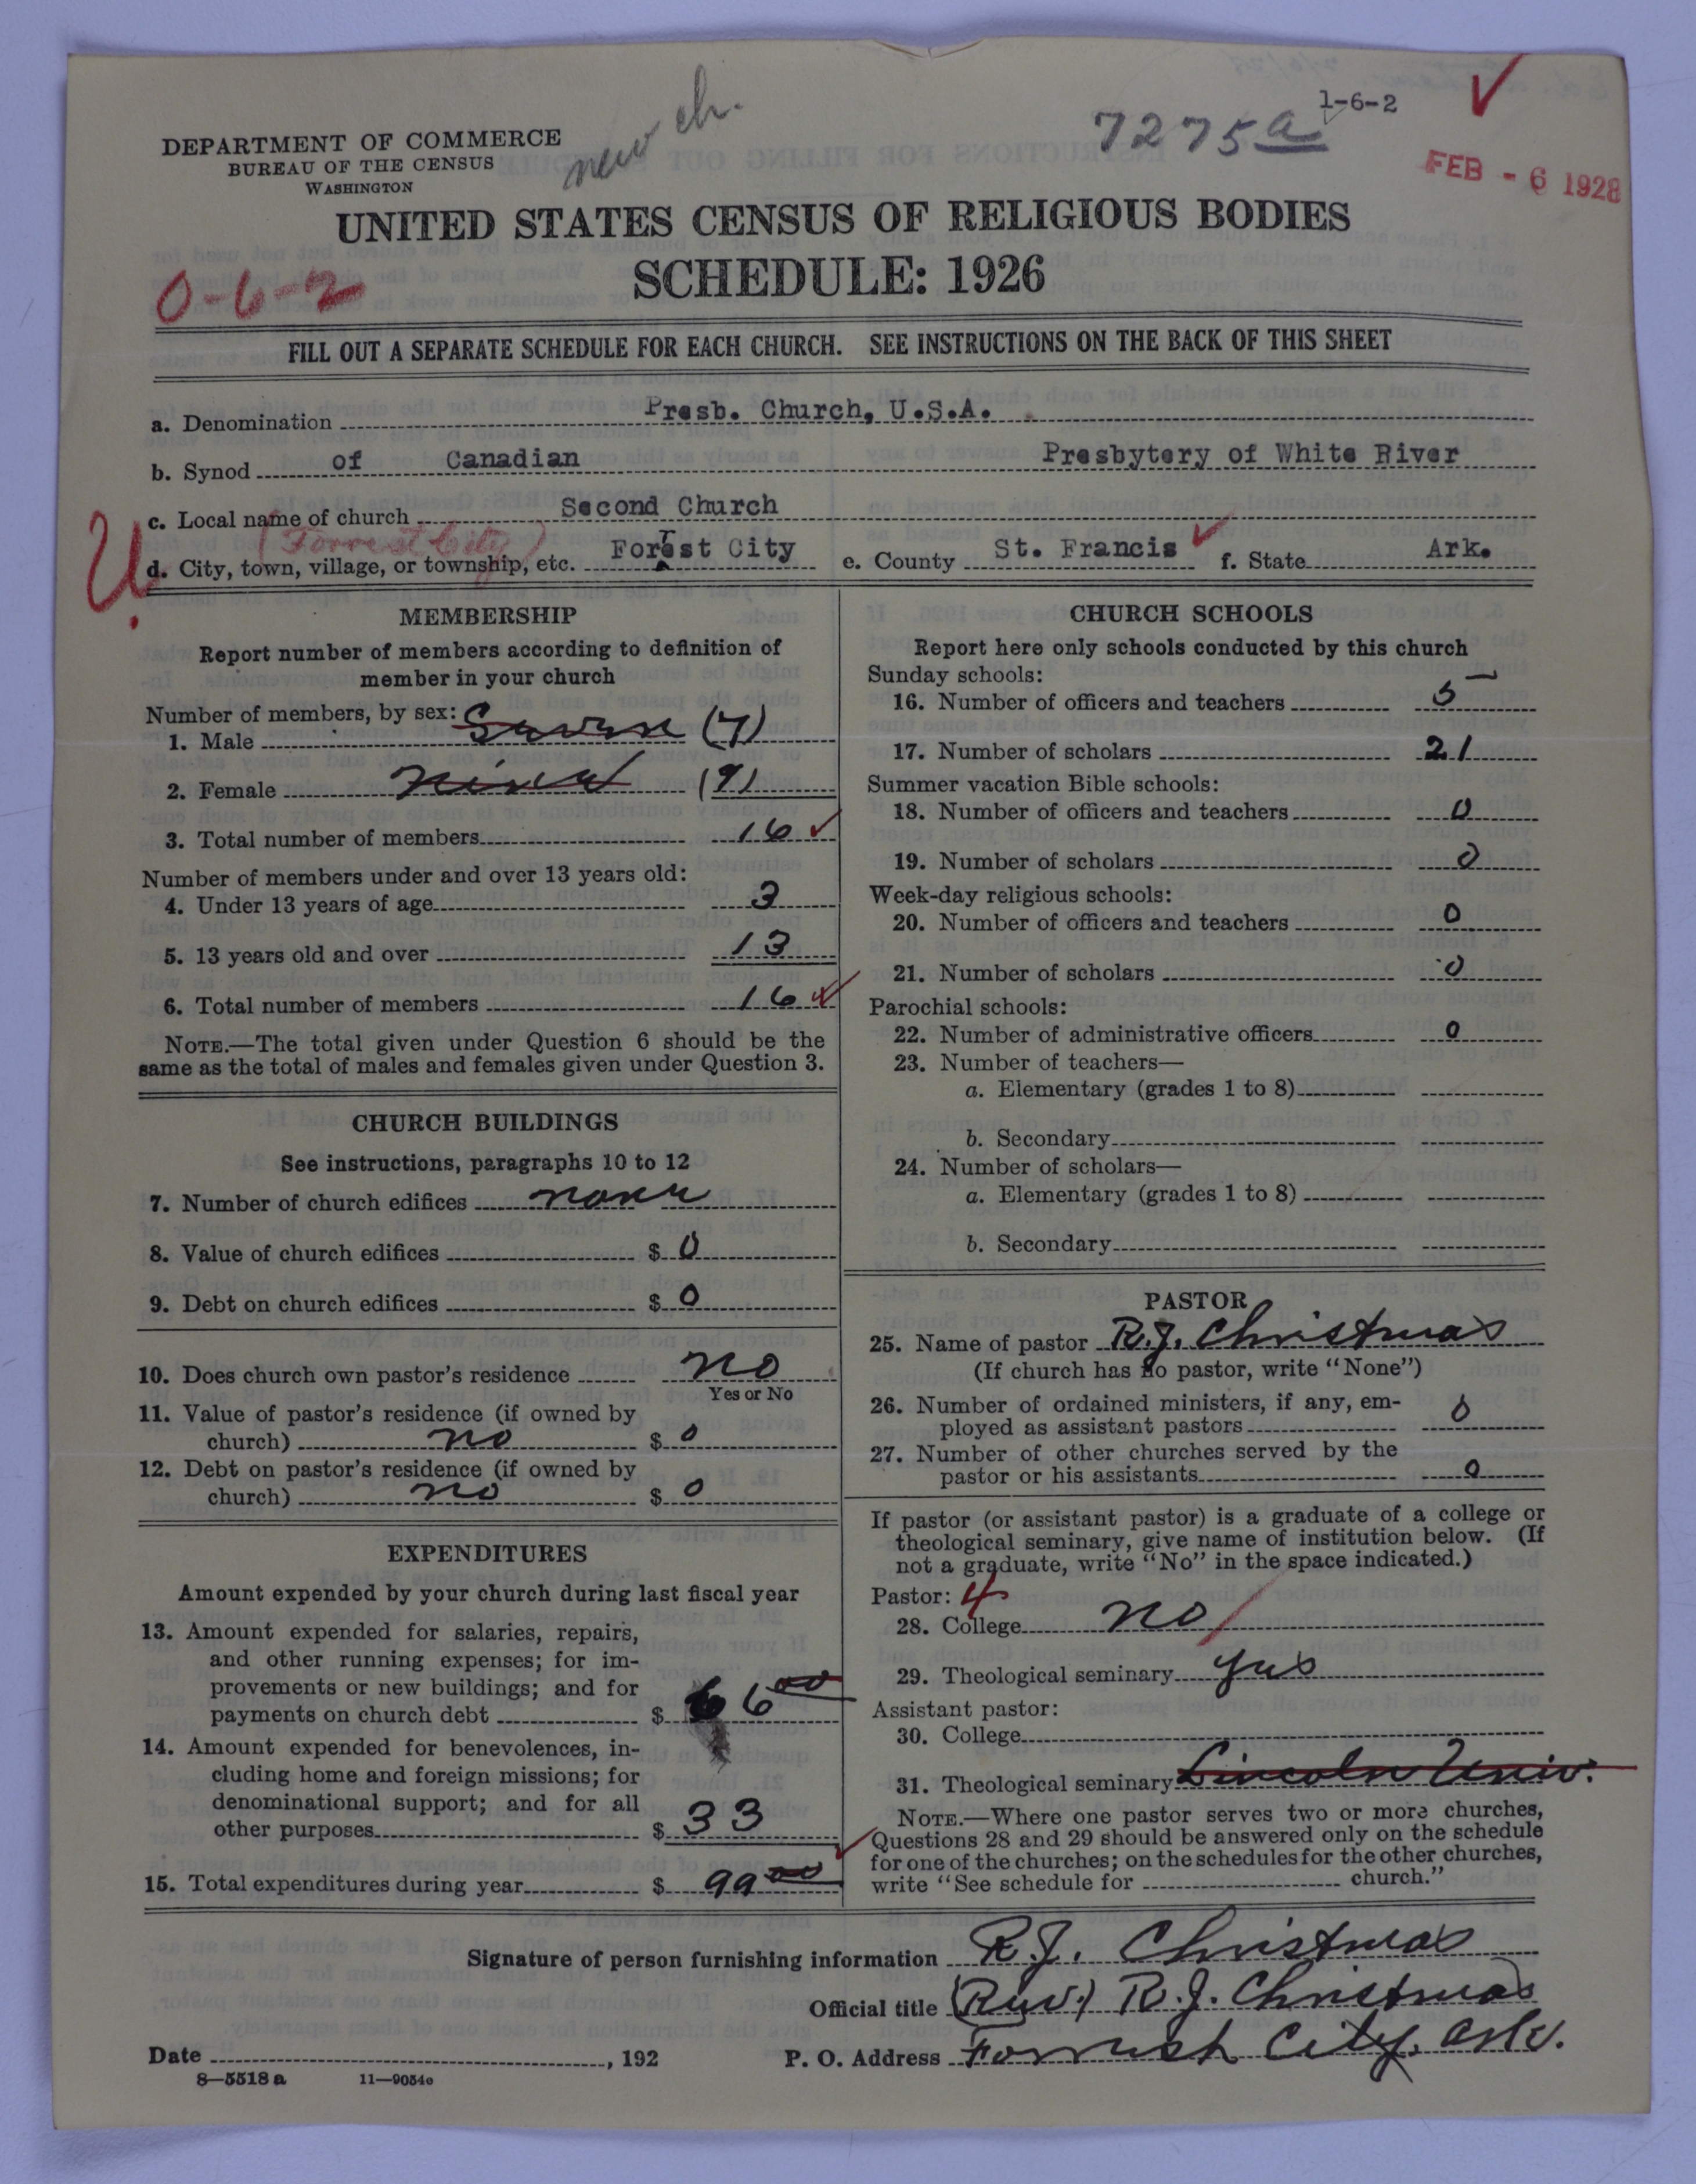 new ch.
7275a
1-6-2
DEPARTMENT OF COMMERCE
BUREAU OF THE CENSUS
WASHINGTON
FEB - 6 1928
UNITED STATES CENSUS OF RELIGIOUS BODIES
SCHEDULE: 1926
0-6-2
FILL OUT A SEPARATE SCHEDULE FOR EACH CHURCH. SEE INSTRUCTIONS ON THE BACK OF THIS SHEET
a. Denomination Presb. Church, U.S.A.
b. Synod of Canadian Presbytery of White River
c. Local name of church Second Church
(Forrest City)
U.
d. City, town, village, or township, etc. Forrest City e. County St. Francis f. State Ark.
MEMBERSHIP
Report number of members according to definition of
member in your church
Number of members, by sex:
1. Male Seven (7)
2. Female Nine (9)
3. Total number of members 16
Number of members under and over 13 years old:
4. Under 13 years of age 3
5. 13 years old and over 13
6. Total number of members 16
NOTE.—The total given under Question 6 should be the
same as the total of males and females given under Question 3.
CHURCH BUILDINGS
See instructions, paragraphs 10 to 12
7. Number of church edifices none
8. Value of church edifices $ 0
9. Debt on church edifices $ 0
10. Does church own pastor's residence no
Yes or No
11. Value of pastor's residence (if owned by
church) no $ 0
12. Debt on pastor's residence (if owned by
church) no $ 0
EXPENDITURES
Amount expended by your church during last fiscal year
13. Amount expended for salaries, repairs,
and other running expenses; for im-
provements or new buildings; and for
payments on church debt $ 66 00
14. Amount expended for benevolences, in-
cluding home and foreign missions; for
denominational support; and for all
other purposes $ 33
15. Total expenditures during year $ 99 00
CHURCH SCHOOLS
Report here only schools conducted by this church
Sunday schools:
16. Number of officers and teachers 5
17. Number of scholars 21
Summer vacation Bible schools:
18. Number of officers and teachers 0
19. Number of scholars 0
Week-day religious schools:
20. Number of officers and teachers 0
21. Number of scholars 0
Parochial schools:
22. Number of administrative officers 0
23. Number of teachers—
a. Elementary (grades 1 to 8)
b. Secondary
24. Number of scholars—
a. Elementary (grades 1 to 8)
b. Secondary
PASTOR
25. Name of pastor R.J. Christmas
(If church has no pastor, write "None")
26. Number of ordained ministers, if any, em-
ployed as assistant pastors 0
27. Number of other churches served by the
pastor or his assistants 0
If pastor (or assistant pastor) is a graduate of a college or
theological seminary, give name of institution below. (If
not a graduate, write "No" in the space indicated.)
Pastor: 4
28. College no
29. Theological seminary yes
Assistant pastor:
30. College
31. Theological seminary Lincoln Univ.
NOTE.—Where one pastor serves two or more churches,
Questions 28 and 29 should be answered only on the schedule
for one of the churches; on the schedules for the other churches,
write "See schedule for church."
Signature of person furnishing information R.J. Christmas
Official title (Rev.) R.J. Christmas
Date , 192 P. O. Address Forrest City, Ark.
8—5518a 11—9054c